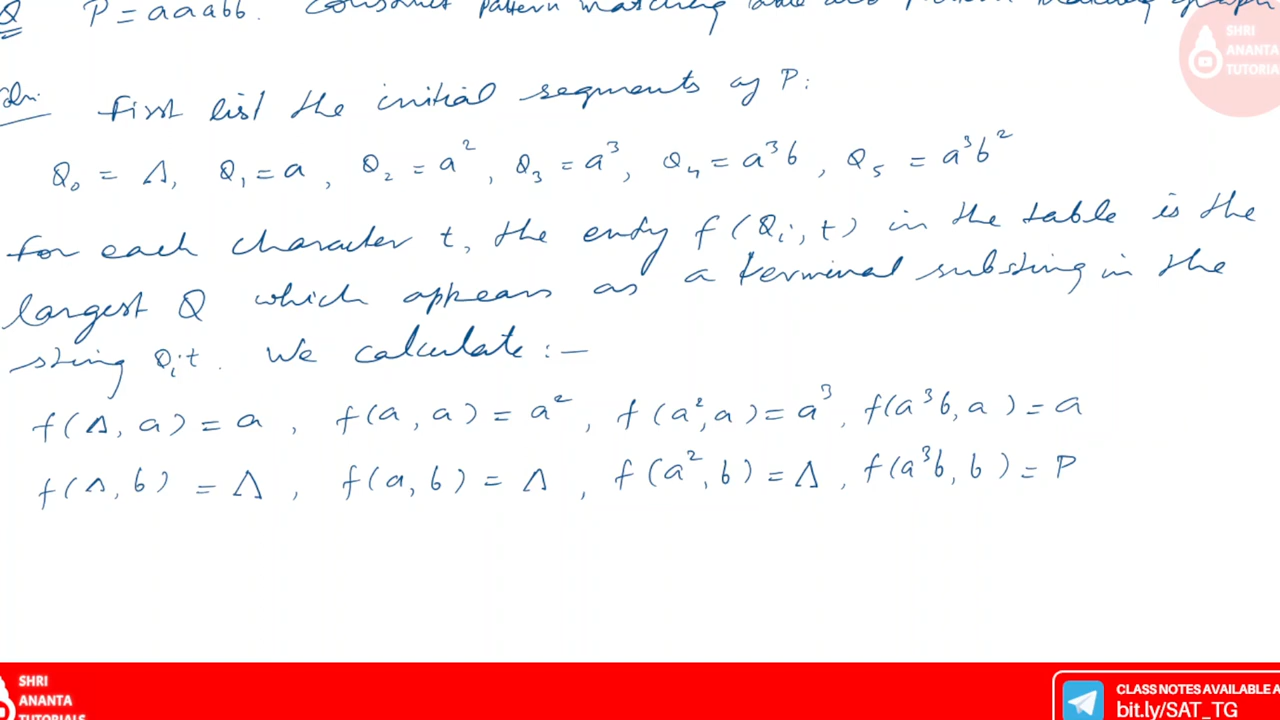 Q P = aaabb. Construct pattern matching table and pattern matching graph
SHRI
ANANTA
TUTORIA
Soln. First list the initial segments of P:
Q₀ = Λ, Q₁ = a, Q₂ = a², Q₃ = a³, Q₄ = a³b, Q₅ = a³b²
For each character t, the entry f(Qᵢ, t) in the table is the
largest Q which appears as a terminal substring in the
string Qᵢt. We calculate :—
f(Λ, a) = a, f(a, a) = a², f(a², a) = a³, f(a³b, a) = a
f(Λ, b) = Λ, f(a, b) = Λ, f(a², b) = Λ, f(a³b, b) = P
SHRI
ANANTA
TUTORIALS
CLASS NOTES AVAILABLE A
bit.ly/SAT_TG